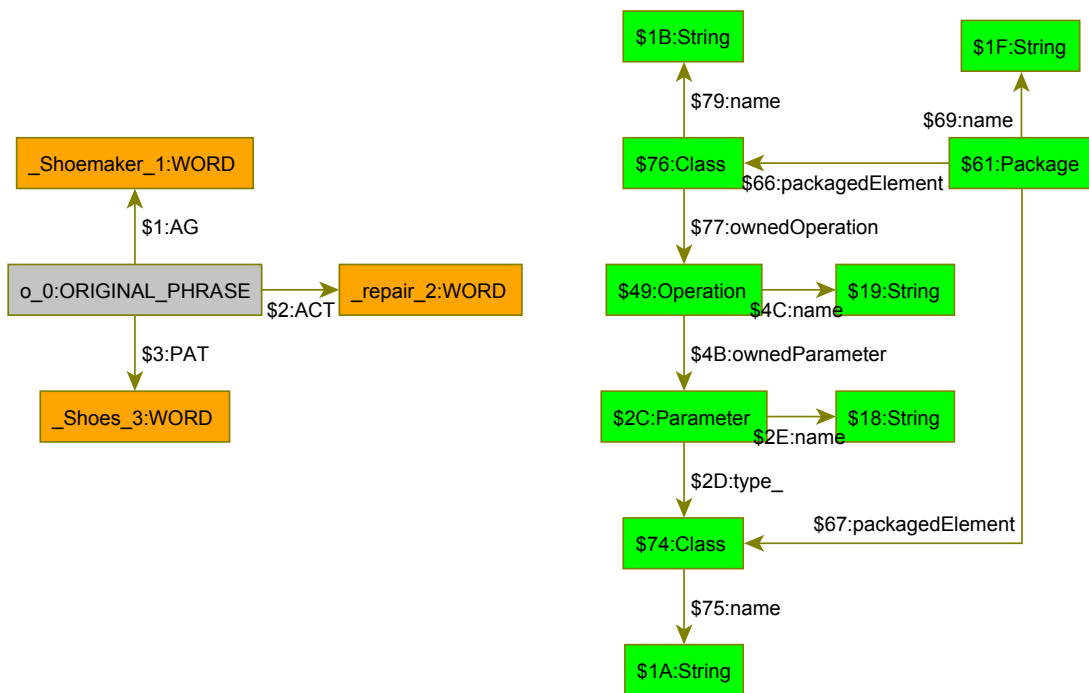 _Shoemaker_1:WORD
$1:AG
o_0:ORIGINAL_PHRASE
$2:ACT
_repair_2:WORD
$3:PAT
_Shoes_3:WORD
$1B:String
$1F:String
$79:name
$69:name
$76:Class
$61:Package
$66:packagedElement
$77:ownedOperation
$49:Operation
$4C:name
$19:String
$4B:ownedParameter
$2C:Parameter
$2E:name
$18:String
$2D:type_
$67:packagedElement
$74:Class
$75:name
$1A:String